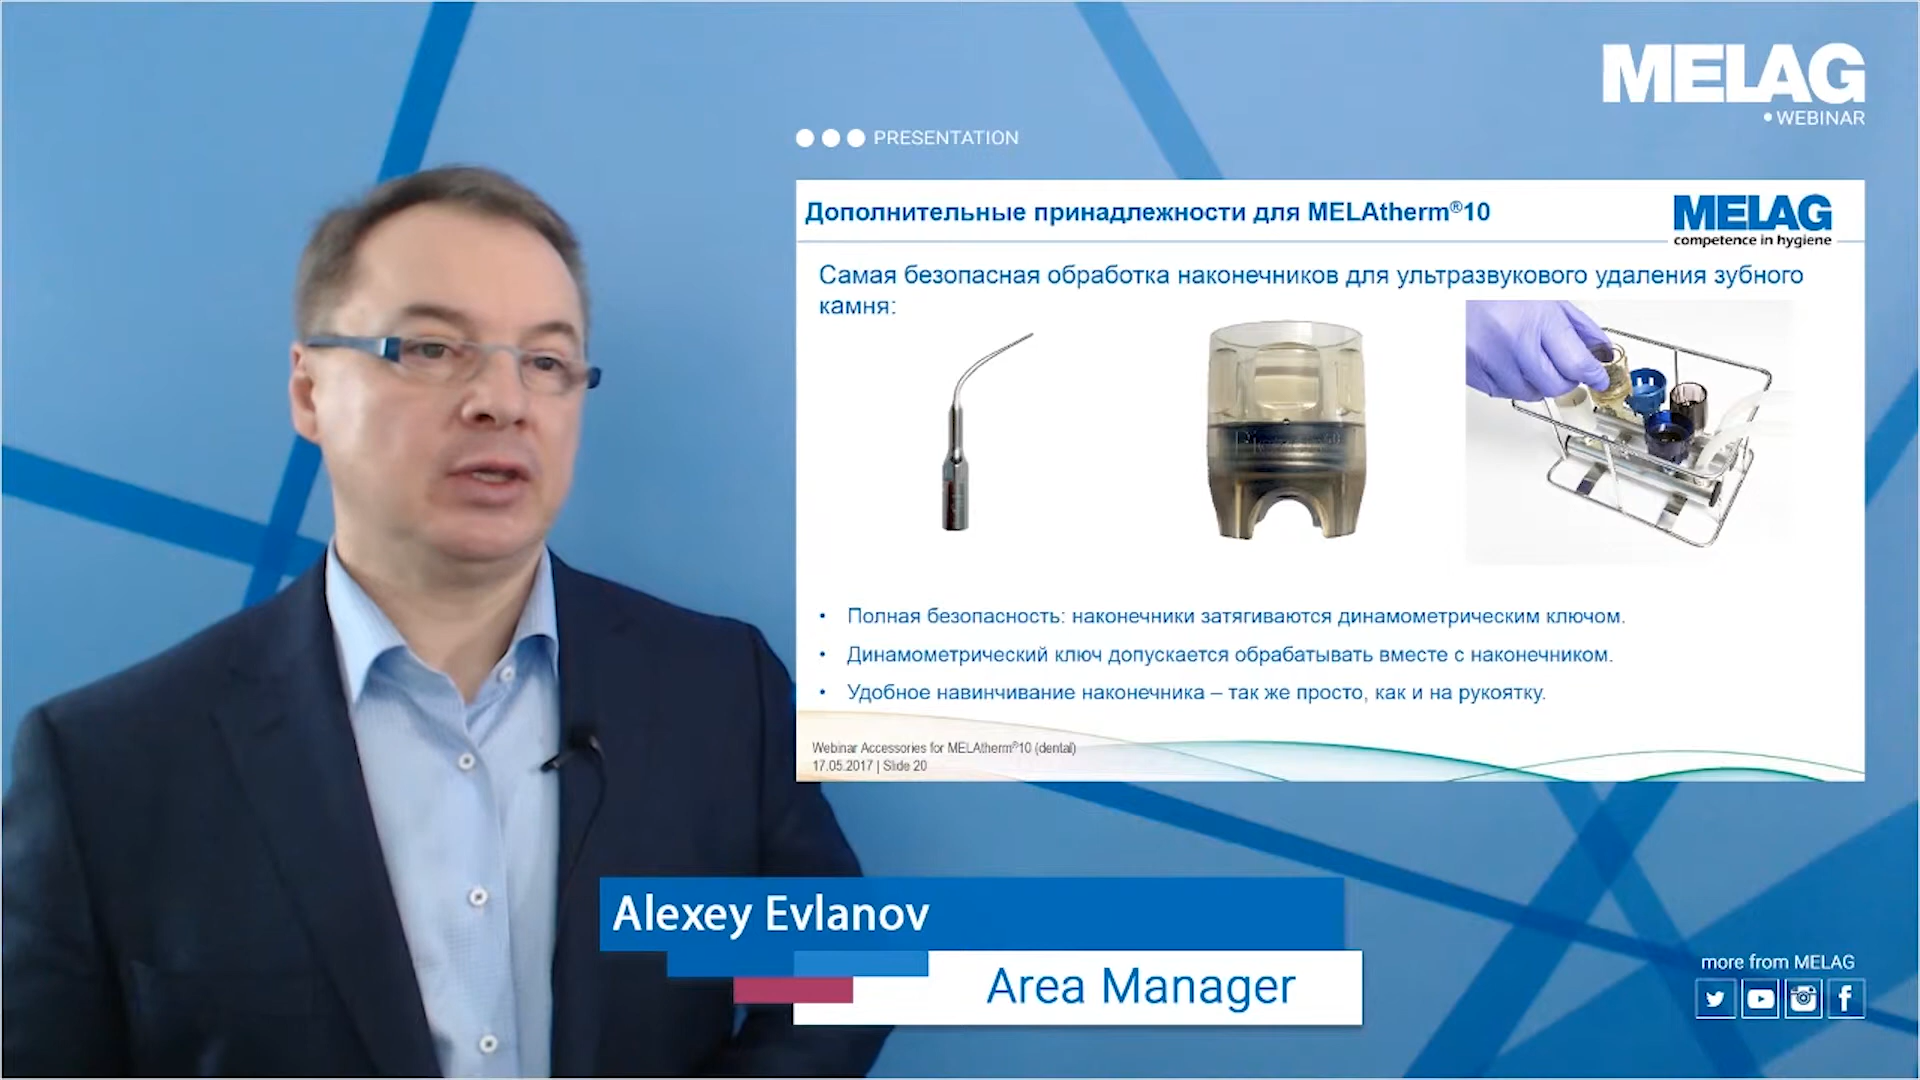 MELAG
• WEBINAR
PRESENTATION
Дополнительные принадлежности для MELAtherm®10
MELAG
competence in hygiene
Самая безопасная обработка наконечников для ультразвукового удаления зубного
камня:
• Полная безопасность: наконечники затягиваются динамометрическим ключом.
• Динамометрический ключ допускается обрабатывать вместе с наконечником.
• Удобное навинчивание наконечника – так же просто, как и на рукоятку.
Webinar Accessories for MELAtherm®10 (dental)
17.05.2017 | Slide 20
Alexey Evlanov
Area Manager
more from MELAG